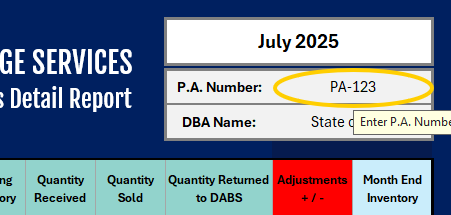 July 2025
GE SERVICES
s Detail Report
P.A. Number: PA-123
DBA Name: State
Enter P.A. Numbe
ng Quantity Quantity Quantity Returned Adjustments Month End
ory Received Sold to DABS + / - Inventory